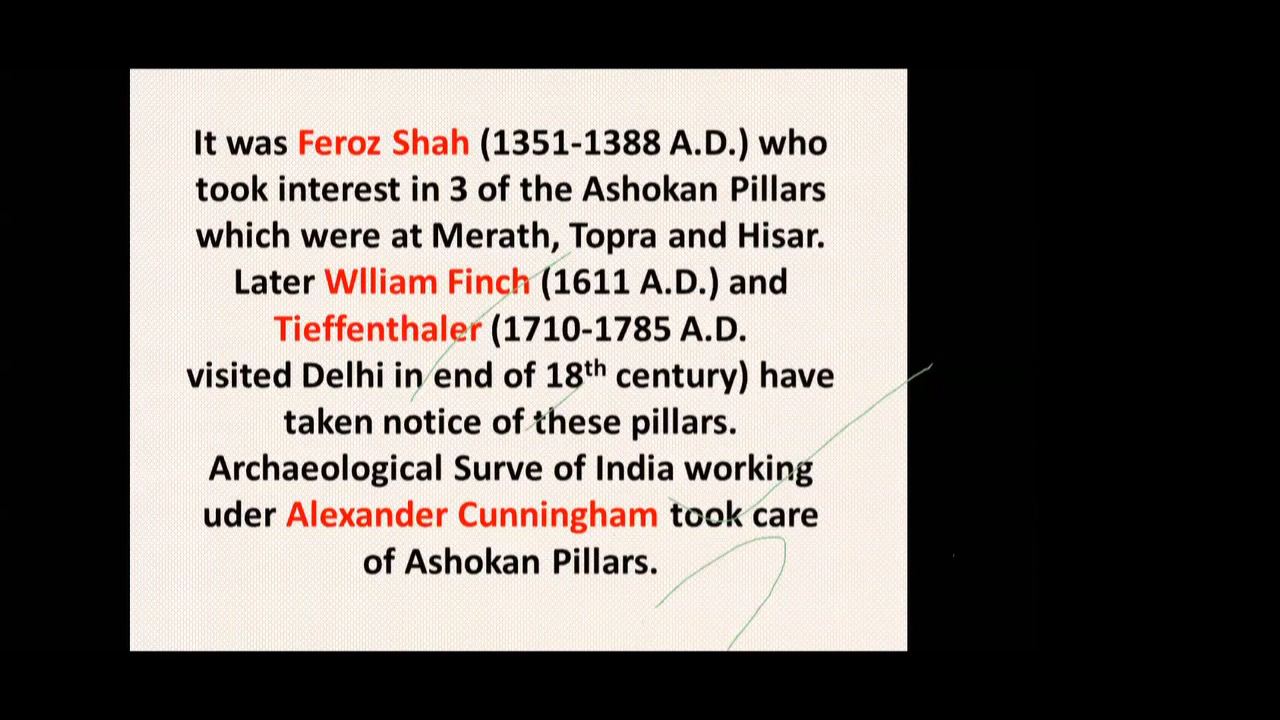 It was Feroz Shah (1351-1388 A.D.) who
took interest in 3 of the Ashokan Pillars
which were at Merath, Topra and Hisar.
Later Wlliam Finch (1611 A.D.) and
Tieffenthaler (1710-1785 A.D.
visited Delhi in end of 18th century) have
taken notice of these pillars.
Archaeological Surve of India working
uder Alexander Cunningham took care
of Ashokan Pillars.